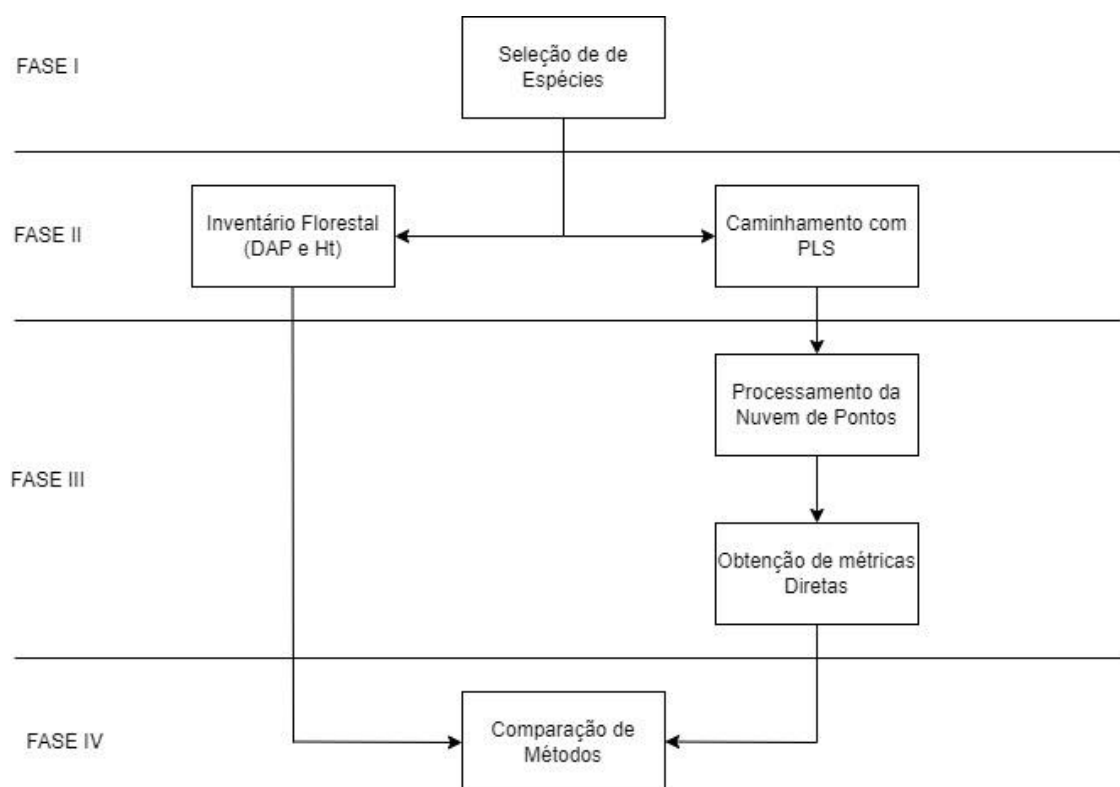 FASE I
Seleção de de
Espécies
FASE II
Inventário Florestal
(DAP e Ht)
Caminhamento com
PLS
FASE III
Processamento da
Nuvem de Pontos
Obtenção de métricas
Diretas
FASE IV
Comparação de
Métodos